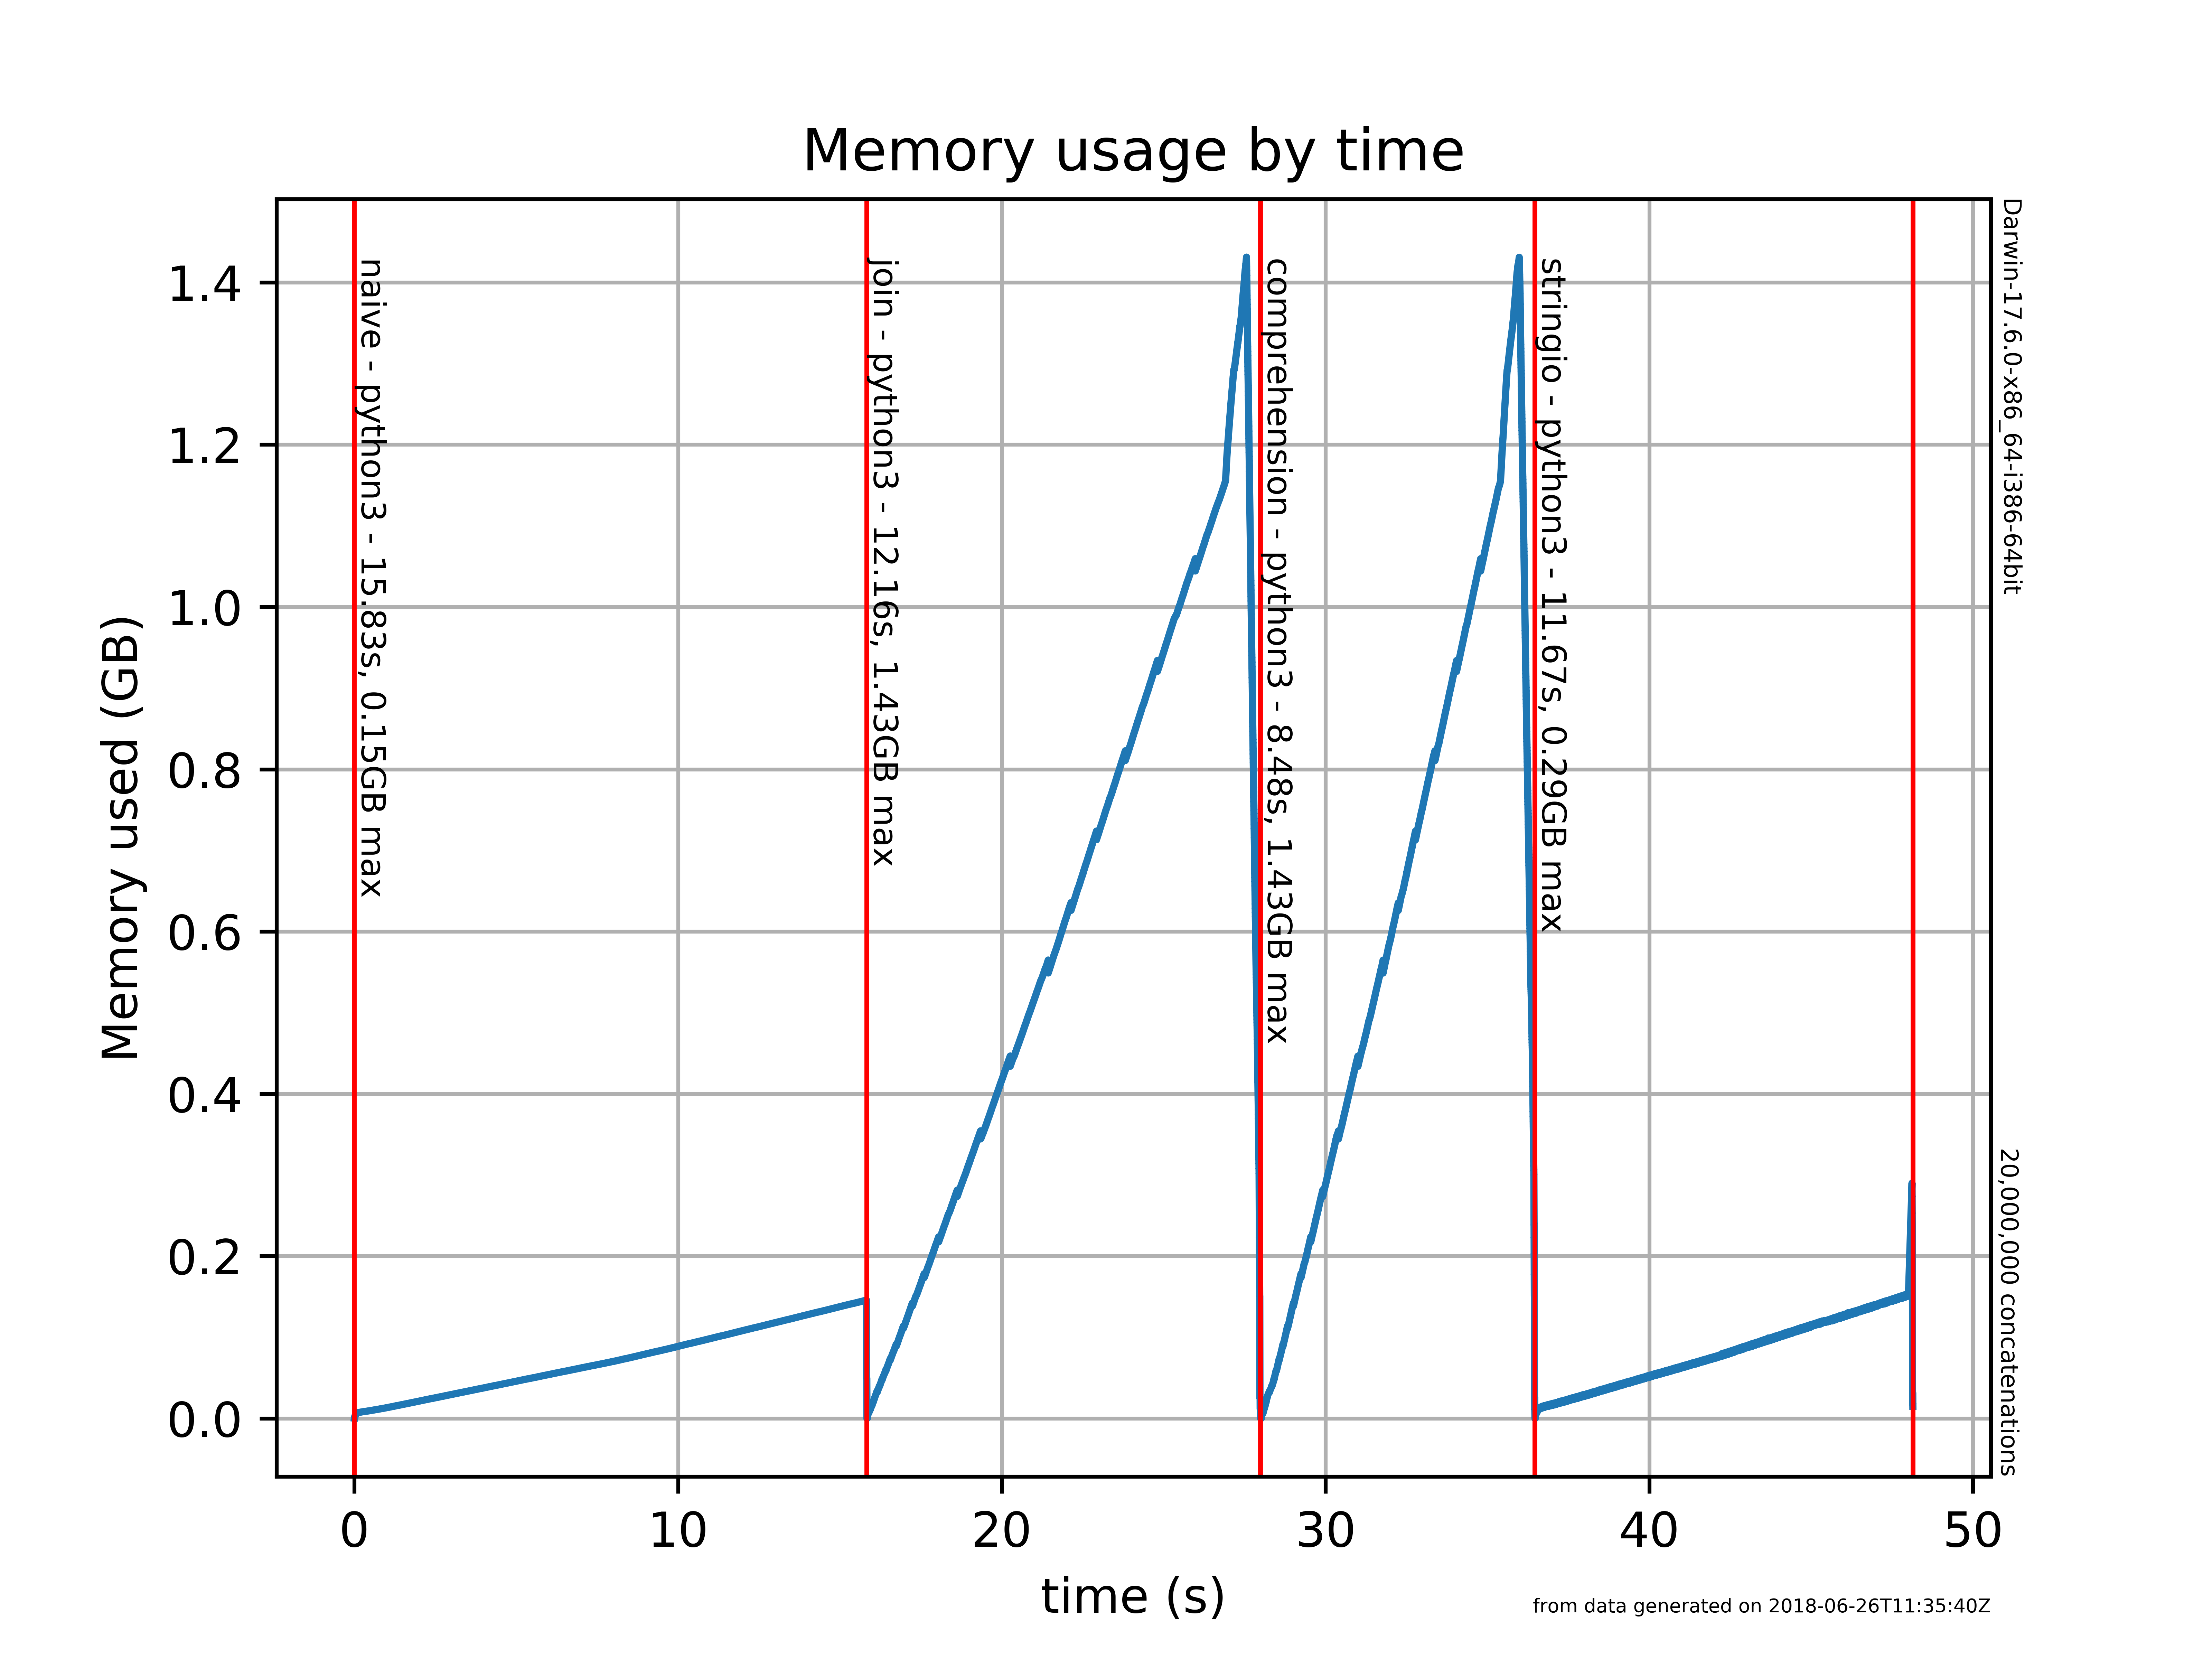 Memory usage by time
Memory used (GB)
1.4
1.2
1.0
0.8
0.6
0.4
0.2
0.0
naive - python3 - 15.83s, 0.15GB max
join - python3 - 12.16s, 1.43GB max
comprehension - python3 - 8.48s, 1.43GB max
stringio - python3 - 11.67s, 0.29GB max
Darwin-17.6.0-x86_64-i386-64bit
20,000,000 concatenations
0 10 20 30 40 50
time (s)
from data generated on 2018-06-26T11:35:40Z